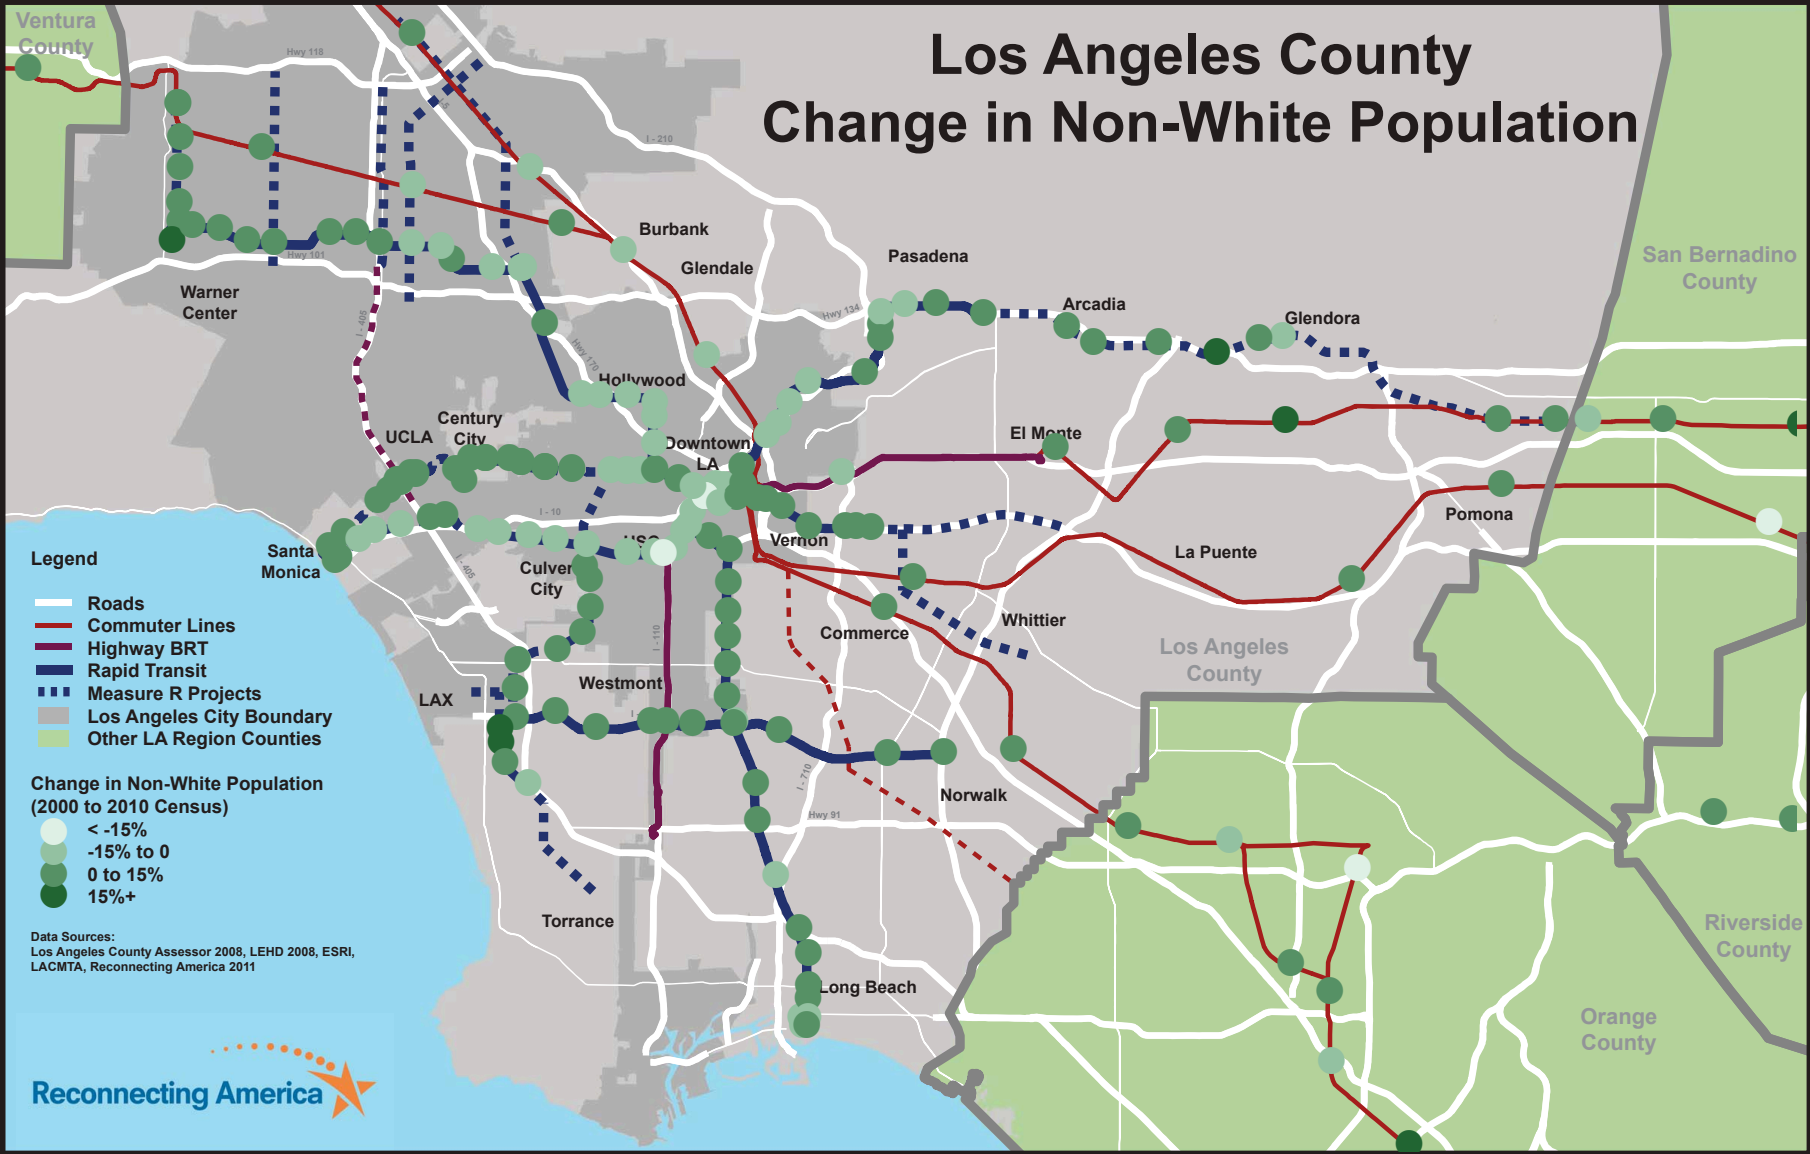 Los Angeles County
Change in Non-White Population
Ventura
County
Hwy 118
I-5
I - 210
Burbank
Glendale
Pasadena
San Bernadino
County
Hwy 101
Warner
Center
I - 405
Hwy 134
Arcadia
Glendora
Hwy 170
Hollywood
Century
City
UCLA
Downtown
LA
El Monte
I - 10
Pomona
Santa
Monica
USC
Vernon
La Puente
I - 405
Culver
City
Commerce
Whittier
I - 110
Los Angeles
County
Westmont
LAX
I -
I - 710
Norwalk
Hwy 91
Torrance
Long Beach
Riverside
County
Orange
County
Legend
Roads
Commuter Lines
Highway BRT
Rapid Transit
Measure R Projects
Los Angeles City Boundary
Other LA Region Counties
Change in Non-White Population
(2000 to 2010 Census)
< -15%
-15% to 0
0 to 15%
15%+
Data Sources:
Los Angeles County Assessor 2008, LEHD 2008, ESRI,
LACMTA, Reconnecting America 2011
Reconnecting America